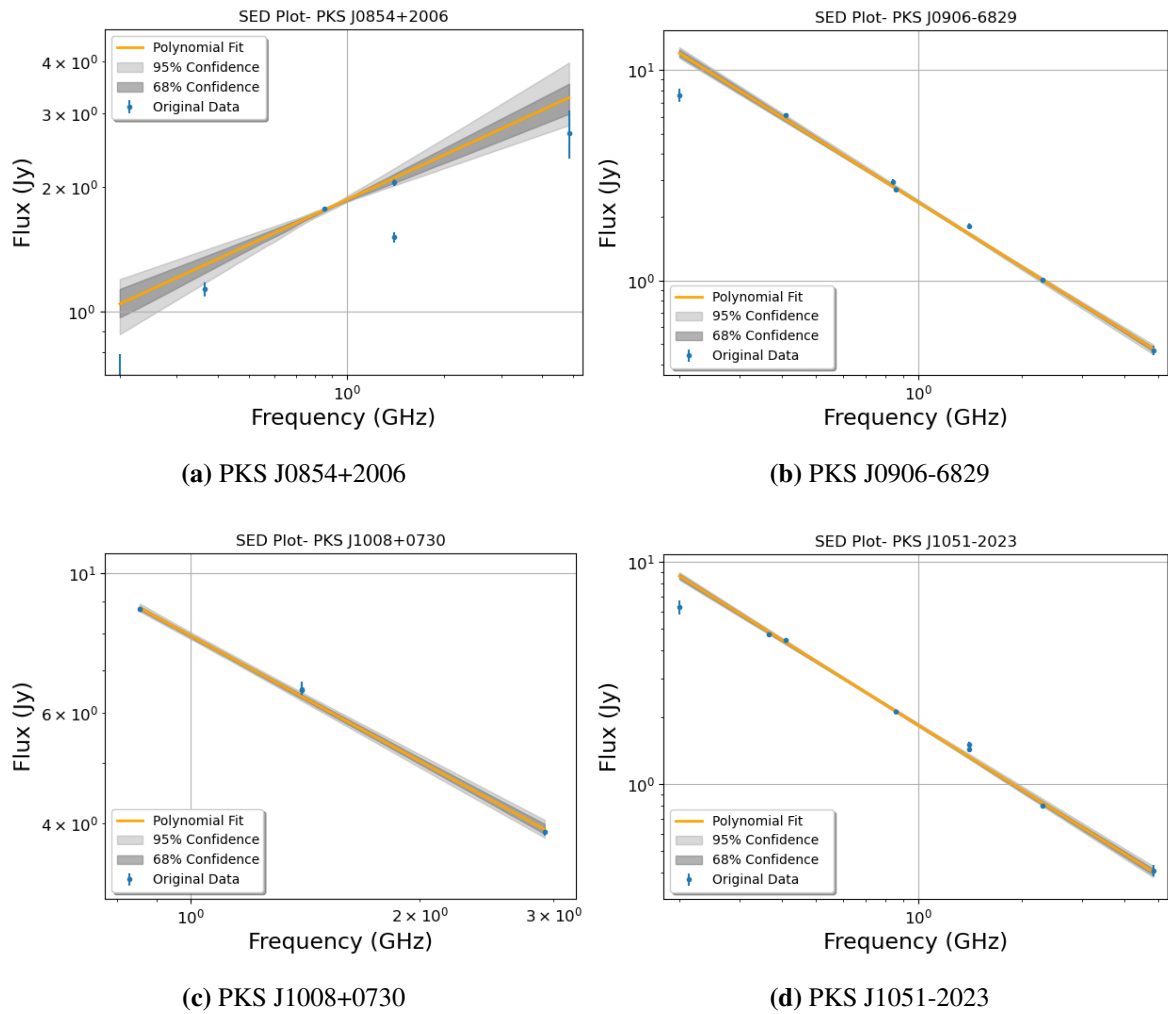 SED Plot- PKS J0854+2006
4 × 10⁰
3 × 10⁰
2 × 10⁰
10⁰
Flux (Jy)
Polynomial Fit
95% Confidence
68% Confidence
Original Data
10⁰
Frequency (GHz)
(a) PKS J0854+2006
SED Plot- PKS J0906-6829
10¹
10⁰
Flux (Jy)
Polynomial Fit
95% Confidence
68% Confidence
Original Data
10⁰
Frequency (GHz)
(b) PKS J0906-6829
SED Plot- PKS J1008+0730
10¹
6 × 10⁰
4 × 10⁰
Flux (Jy)
Polynomial Fit
95% Confidence
68% Confidence
Original Data
10⁰
2 × 10⁰
3 × 10⁰
Frequency (GHz)
(c) PKS J1008+0730
SED Plot- PKS J1051-2023
10¹
10⁰
Flux (Jy)
Polynomial Fit
95% Confidence
68% Confidence
Original Data
10⁰
Frequency (GHz)
(d) PKS J1051-2023